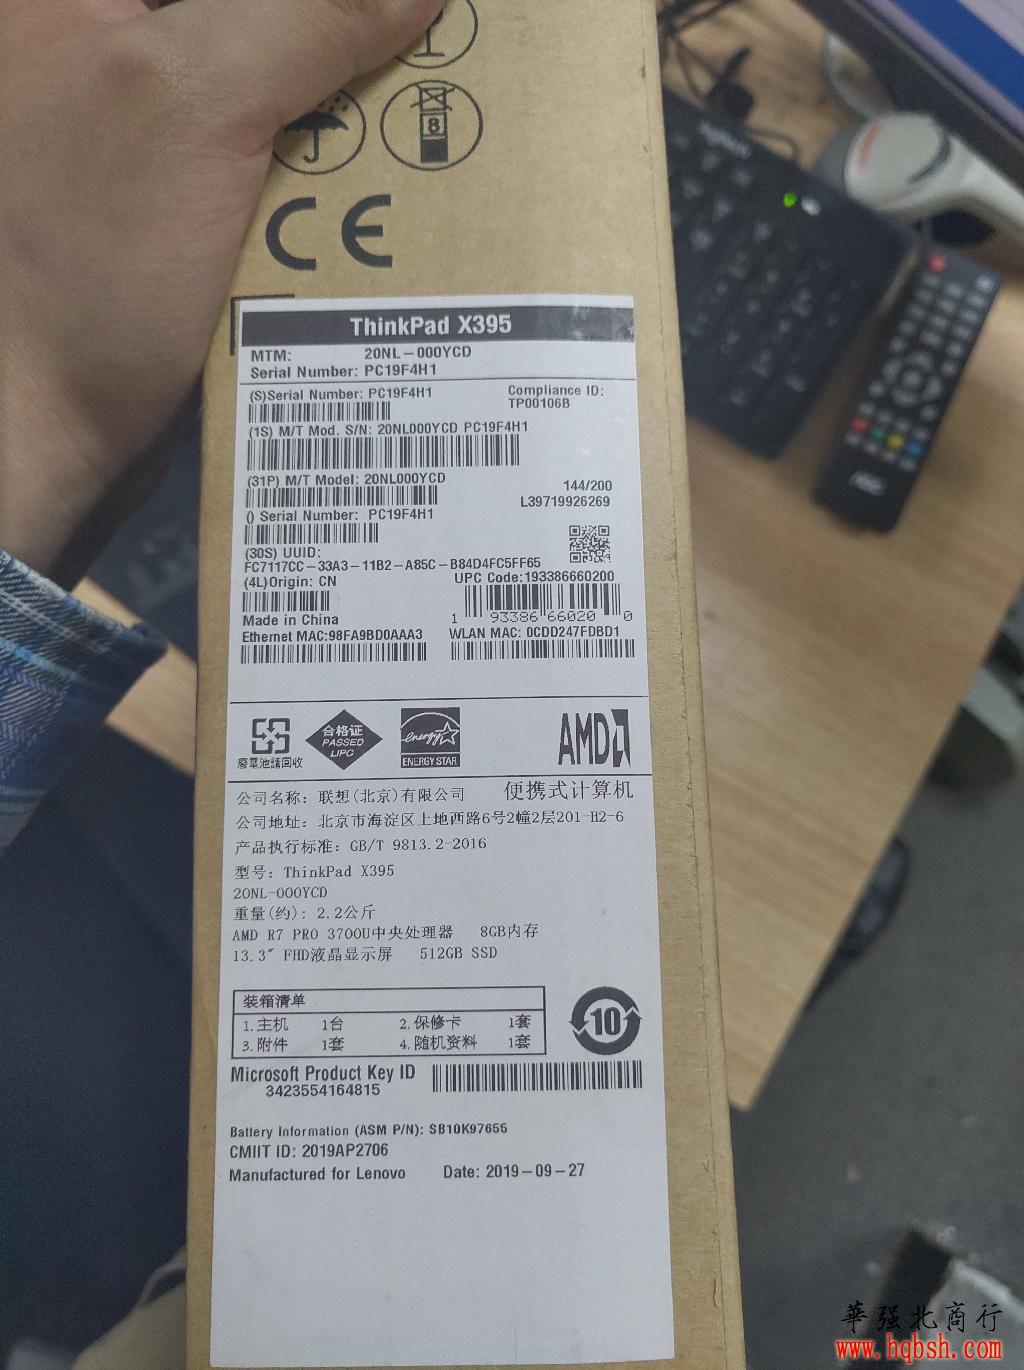 8
CE
ThinkPad X395
MTM: 20NL-000YCD
Serial Number: PC19F4H1
(S)Serial Number: PC19F4H1
Compliance ID:
TP00106B
(1S) M/T Mod. S/N: 20NL000YCD PC19F4H1
(31P) M/T Model: 20NL000YCD
144/200
L39719926269
() Serial Number: PC19F4H1
(30S) UUID:
FC7117CC-33A3-11B2-A85C-B84D4FC5FF65
(4L)Origin: CN
UPC Code:193386660200
1 93386 66020 0
Made in China
Ethernet MAC:98FA9BD0AAA3 WLAN MAC: 0CDD247FDBD1
廢電池請回收
合格证
PASSED
LIPC
energy
ENERGY STAR
AMD
公司名称: 联想(北京)有限公司 便携式计算机
公司地址: 北京市海淀区上地西路6号2幢2层201-H2-6
产品执行标准: GB/T 9813.2-2016
型号: ThinkPad X395
20NL-000YCD
重量(约): 2.2公斤
AMD R7 PRO 3700U中央处理器 8GB内存
13.3" FHD液晶显示屏 512GB SSD
装箱清单
1.主机 1台 2.保修卡 1套
3.附件 1套 4.随机资料 1套
10
Microsoft Product Key ID
3423554164815
Battery Information (ASM P/N): SB10K97655
CMIIT ID: 2019AP2706
Manufactured for Lenovo Date: 2019-09-27
華强北商行
www.hqbsh.com